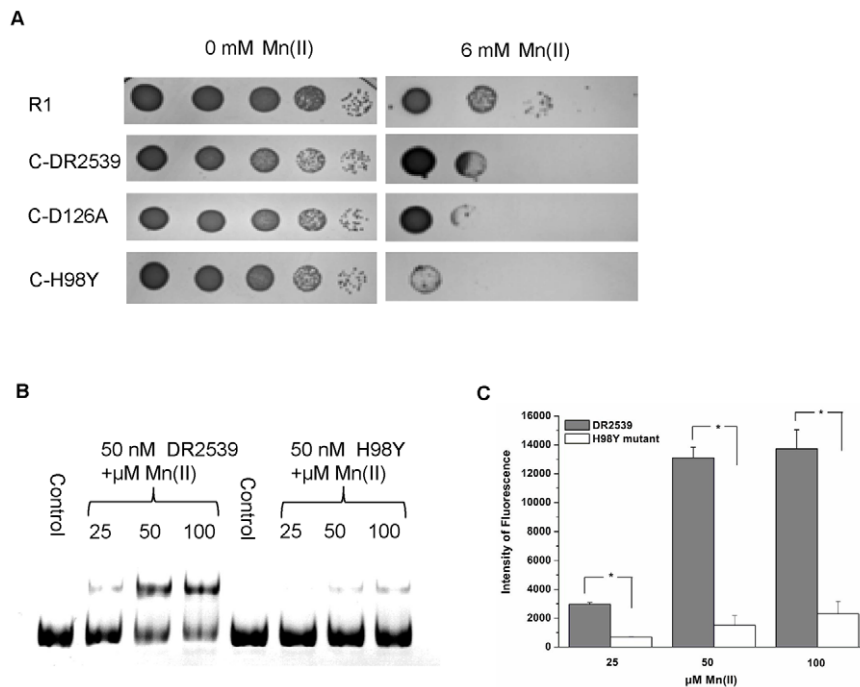 A
0 mM Mn(II)
6 mM Mn(II)
R1
C-DR2539
C-D126A
C-H98Y
B
Control
50 nM DR2539
+µM Mn(II)
25 50 100
Control
50 nM H98Y
+µM Mn(II)
25 50 100
C
Intensity of Fluorescence
16000
14000
12000
10000
8000
6000
4000
2000
0
DR2539
H98Y mutant
*
*
*
25 50 100
µM Mn(II)